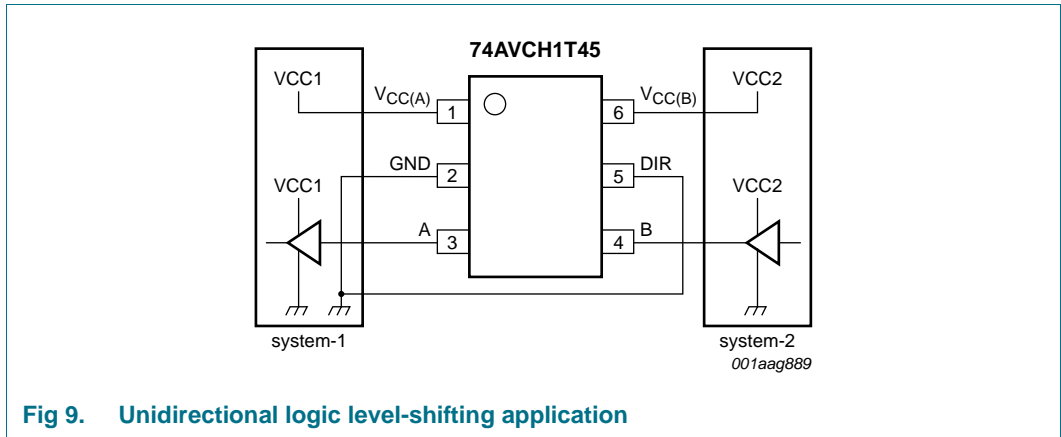 74AVCH1T45
VCC1
VCC(A)
1
6
VCC(B)
VCC2
GND
2
5
DIR
VCC1
VCC2
A
3
4
B
system-1
system-2
001aag889
Fig 9. Unidirectional logic level-shifting application